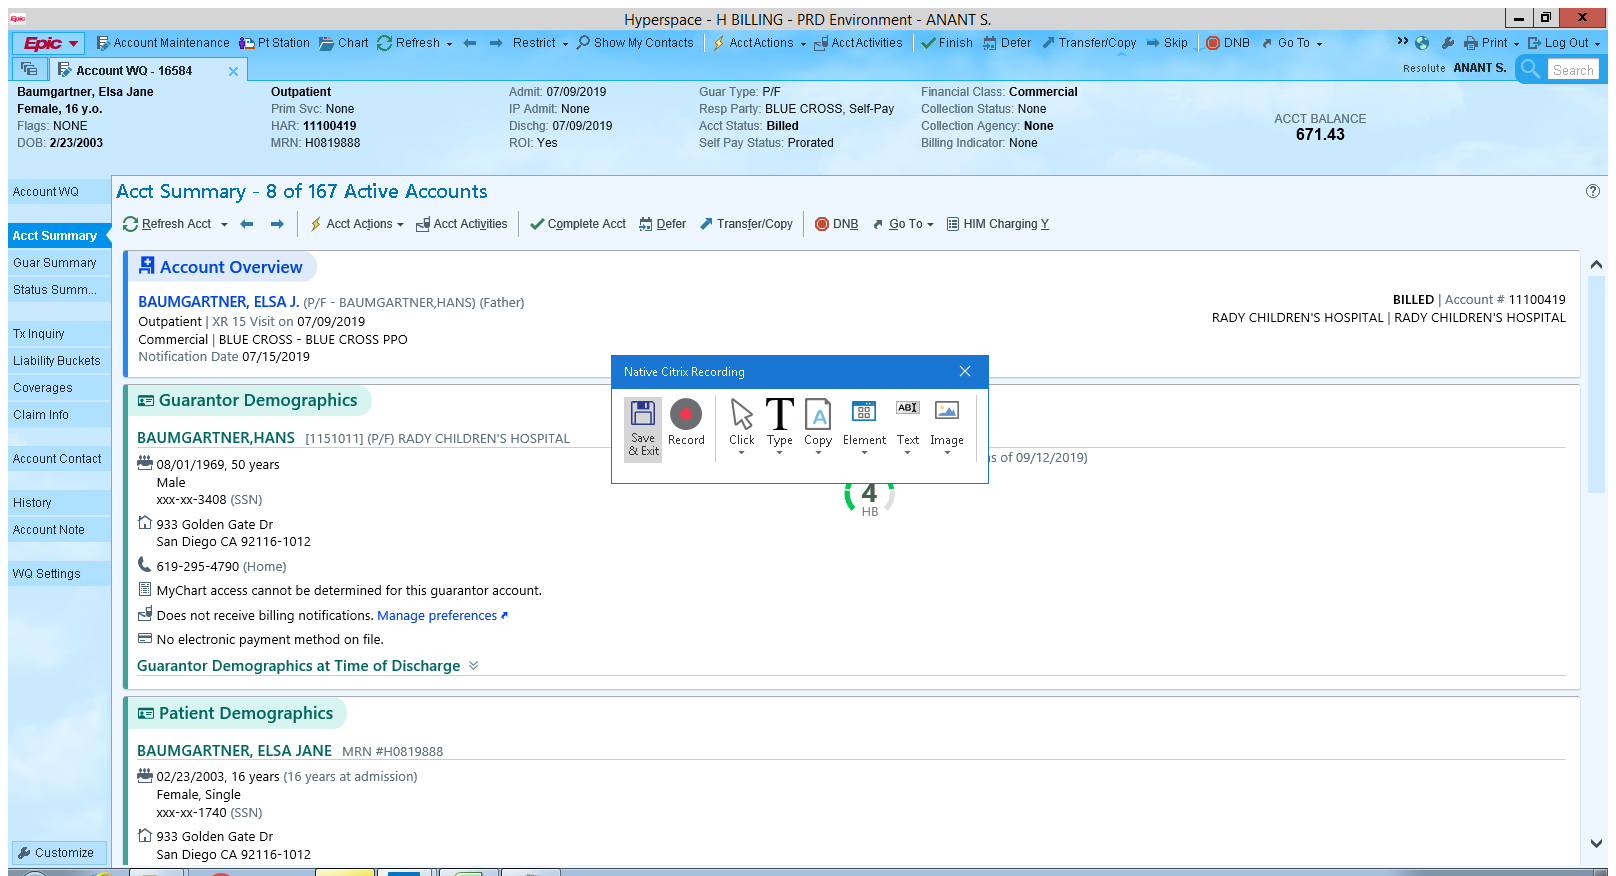 Epic
Hyperspace - H BILLING - PRD Environment - ANANT S.
Epic Account Maintenance Pt Station Chart Refresh Restrict Show My Contacts AcctActions AcctActivities Finish Defer Transfer/Copy Skip DNB Go To Print Log Out
Account WQ - 16584
Resolute ANANT S. Search
Baumgartner, Elsa Jane
Female, 16 y.o.
Flags: NONE
DOB: 2/23/2003
Outpatient
Prim Svc: None
HAR: 11100419
MRN: H0819888
Admit: 07/09/2019
IP Admit: None
Dischg: 07/09/2019
ROI: Yes
Guar Type: P/F
Resp Party: BLUE CROSS, Self-Pay
Acct Status: Billed
Self Pay Status: Prorated
Financial Class: Commercial
Collection Status: None
Collection Agency: None
Billing Indicator: None
ACCT BALANCE
671.43
Account WQ
Acct Summary
Guar Summary
Status Summ...
Tx Inquiry
Liability Buckets
Coverages
Claim Info
Account Contact
History
Account Note
WQ Settings
Customize
Acct Summary - 8 of 167 Active Accounts
Refresh Acct Acct Actions Acct Activities Complete Acct Defer Transfer/Copy DNB Go To HIM Charging Y
Account Overview
BAUMGARTNER, ELSA J. (P/F - BAUMGARTNER,HANS) (Father)
Outpatient | XR 15 Visit on 07/09/2019
Commercial | BLUE CROSS - BLUE CROSS PPO
Notification Date 07/15/2019
BILLED | Account # 11100419
RADY CHILDREN'S HOSPITAL | RADY CHILDREN'S HOSPITAL
Native Citrix Recording
Save & Exit Record Click Type Copy Element Text Image
Guarantor Demographics
BAUMGARTNER,HANS [1151011] (P/F) RADY CHILDREN'S HOSPITAL
08/01/1969, 50 years
Male
xxx-xx-3408 (SSN)
933 Golden Gate Dr
San Diego CA 92116-1012
619-295-4790 (Home)
MyChart access cannot be determined for this guarantor account.
Does not receive billing notifications. Manage preferences
No electronic payment method on file.
Guarantor Demographics at Time of Discharge
of 09/12/2019)
4
HB
Patient Demographics
BAUMGARTNER, ELSA JANE MRN #H0819888
02/23/2003, 16 years (16 years at admission)
Female, Single
xxx-xx-1740 (SSN)
933 Golden Gate Dr
San Diego CA 92116-1012